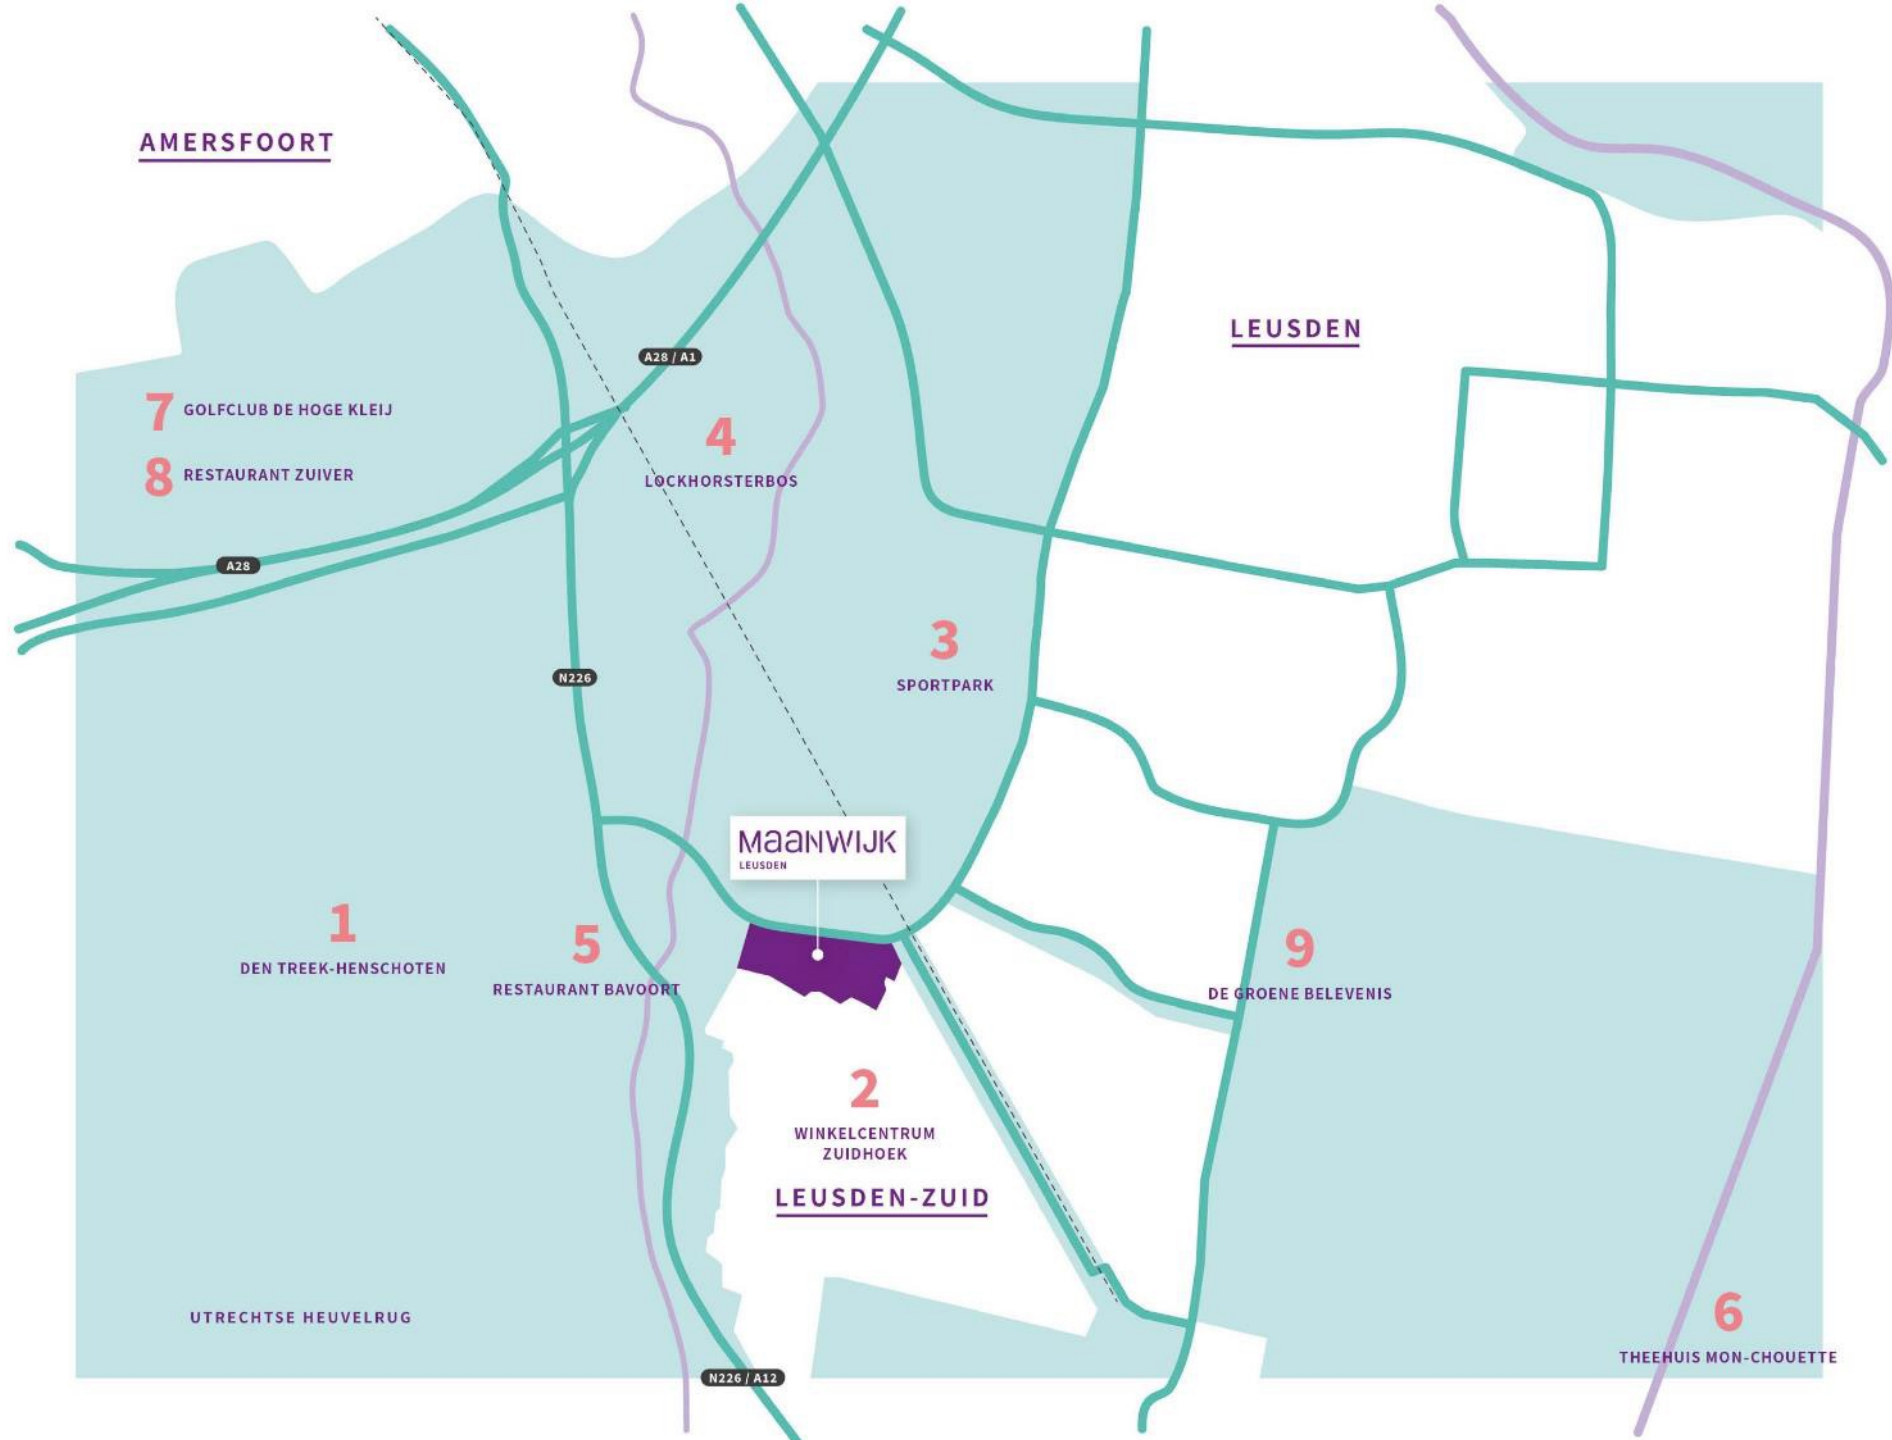 AMERSFOORT
LEUSDEN
A28 / A1
7 GOLFCLUB DE HOGE KLEIJ
4
LOCKHORSTERBOS
8 RESTAURANT ZUIVER
A28
3
SPORTPARK
N226
MaaNWIJK
LEUSDEN
1
DEN TREEK-HENSCHOTEN
5
RESTAURANT BAVOORT
9
DE GROENE BELEVENIS
2
WINKELCENTRUM
ZUIDHOEK
LEUSDEN-ZUID
UTRECHTSE HEUVELRUG
6
THEEHUIS MON-CHOUETTE
N226 / A12